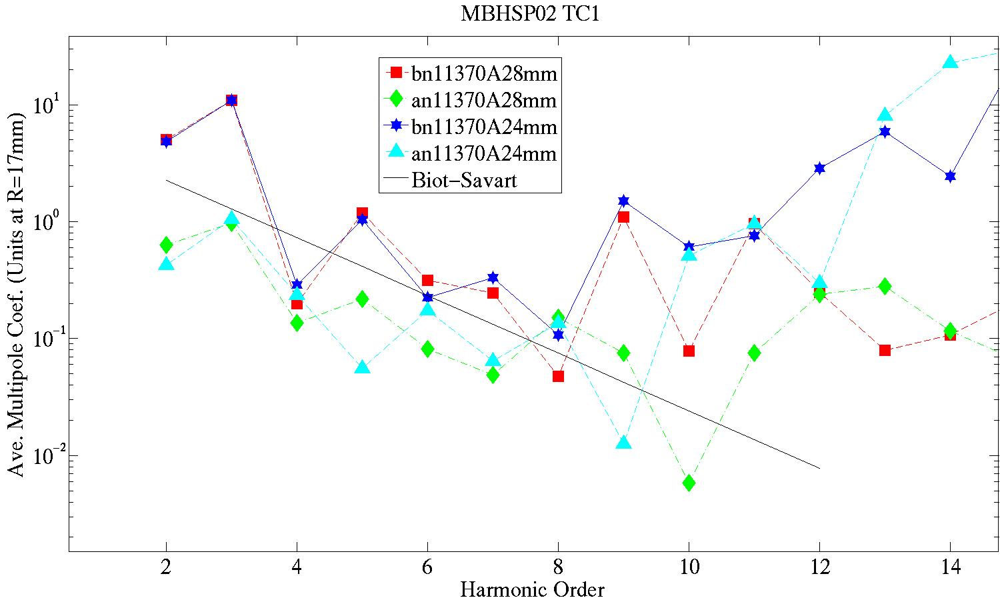 MBHSP02 TC1
bn11370A28mm
an11370A28mm
bn11370A24mm
an11370A24mm
Biot−Savart
Ave. Multipole Coef. (Units at R=17mm)
10^1
10^0
10^−1
10^−2
2 4 6 8 10 12 14
Harmonic Order